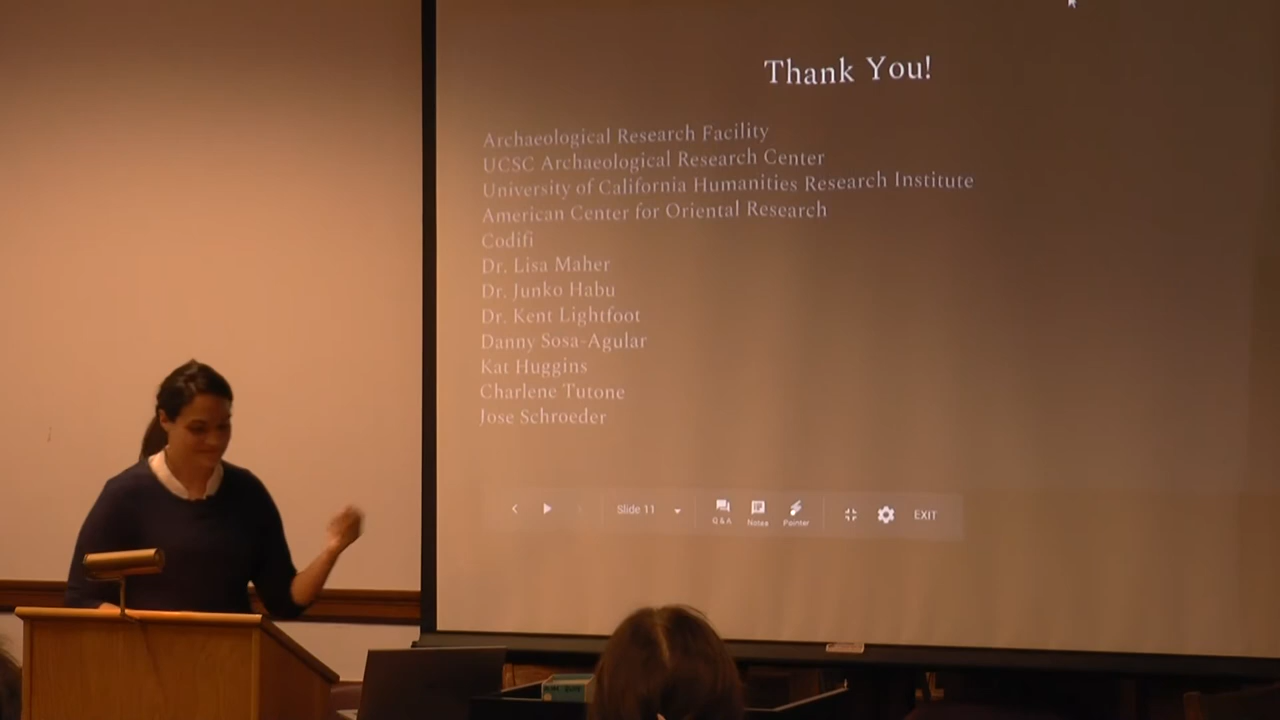 Thank You!
Archaeological Research Facility
UCSC Archaeological Research Center
University of California Humanities Research Institute
American Center for Oriental Research
Codifi
Dr. Lisa Maher
Dr. Junko Habu
Dr. Kent Lightfoot
Danny Sosa-Agular
Kat Huggins
Charlene Tutone
Jose Schroeder
Slide 11
Q & A
Notes
Pointer
EXIT